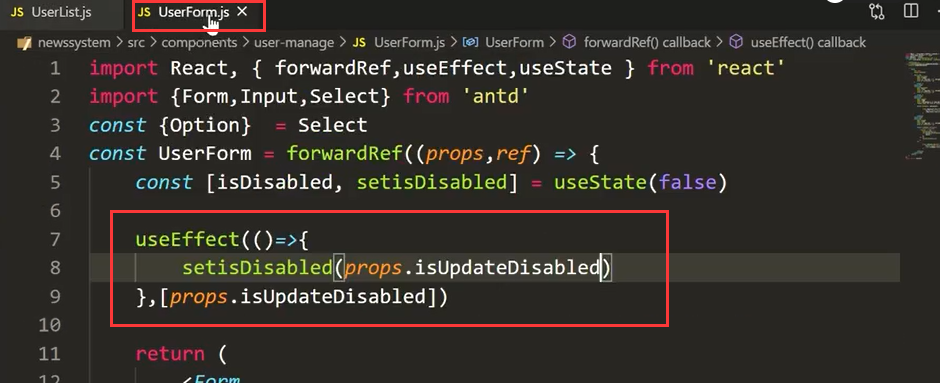 JS UserList.js JS UserForm.js ×
newssystem > src > components > user-manage > JS UserForm.js > UserForm > forwardRef() callback > useEffect() callback
1 import React, { forwardRef,useEffect,useState } from 'react'
2 import {Form,Input,Select} from 'antd'
3 const {Option}  = Select
4 const UserForm = forwardRef((props,ref) => {
5     const [isDisabled, setisDisabled] = useState(false)
6
7     useEffect(()=>{
8         setisDisabled(props.isUpdateDisabled)
9     },[props.isUpdateDisabled])
10
11     return (
<Form